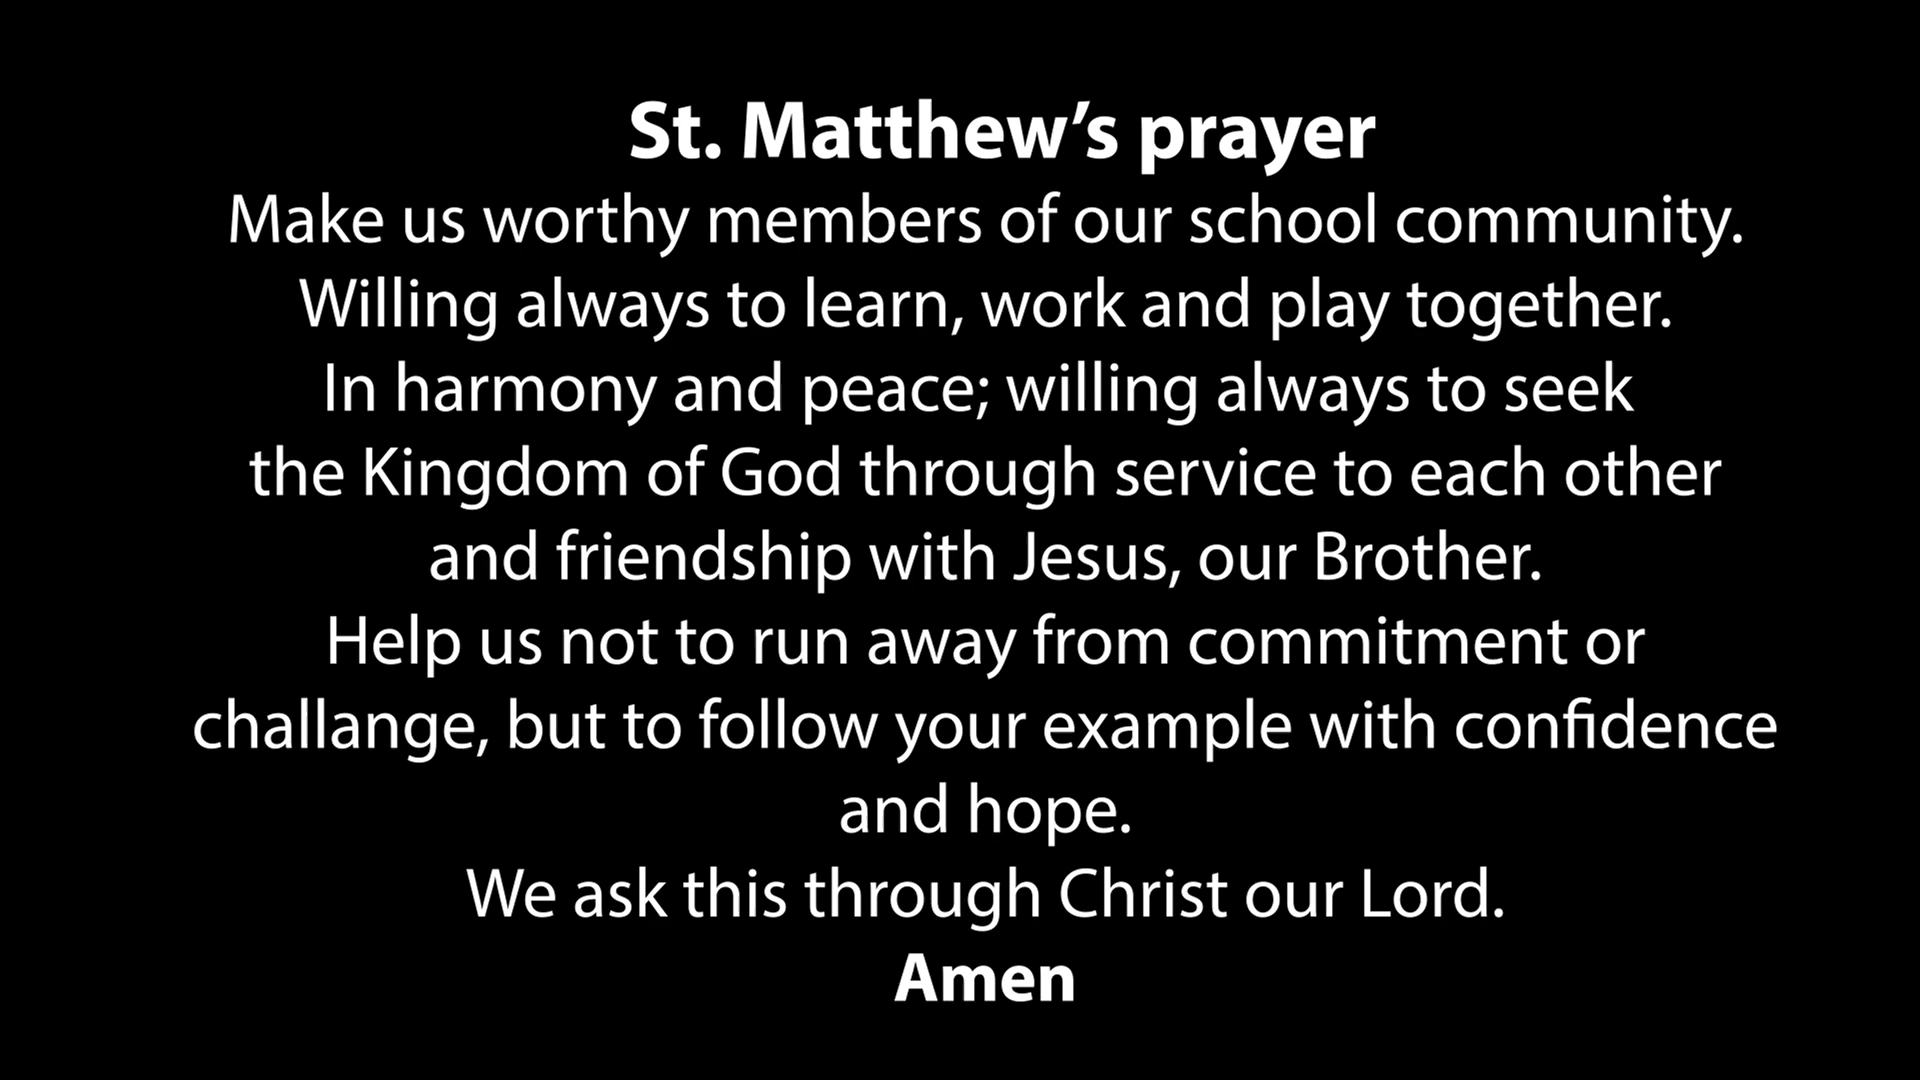 St. Matthew’s prayer
Make us worthy members of our school community.
Willing always to learn, work and play together.
In harmony and peace; willing always to seek
the Kingdom of God through service to each other
and friendship with Jesus, our Brother.
Help us not to run away from commitment or
challange, but to follow your example with confidence
and hope.
We ask this through Christ our Lord.
Amen